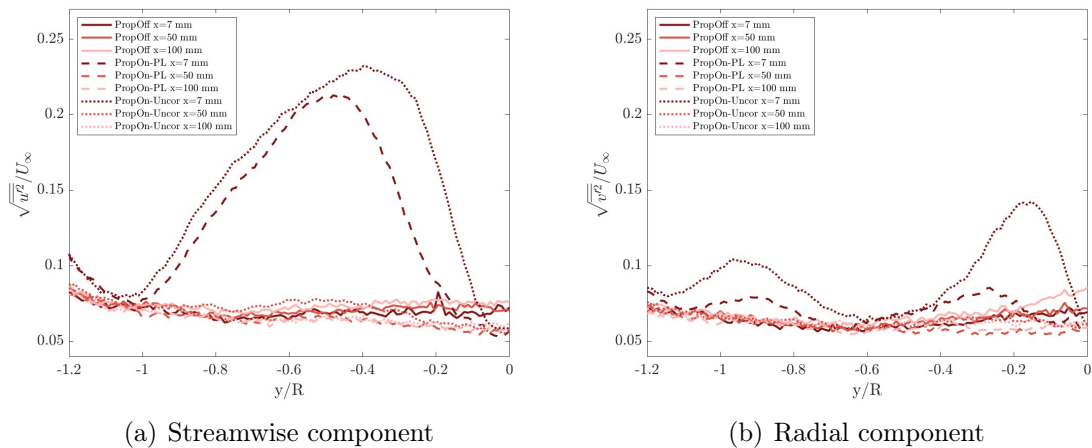 0.25
0.2
0.15
0.1
0.05
-1.2 -1 -0.8 -0.6 -0.4 -0.2 0
y/R
√u′²/U∞
PropOff x=7 mm
PropOff x=50 mm
PropOff x=100 mm
PropOn-PL x=7 mm
PropOn-PL x=50 mm
PropOn-PL x=100 mm
PropOn-Uncor x=7 mm
PropOn-Uncor x=50 mm
PropOn-Uncor x=100 mm
(a) Streamwise component
0.25
0.2
0.15
0.1
0.05
-1.2 -1 -0.8 -0.6 -0.4 -0.2 0
y/R
√v′²/U∞
PropOff x=7 mm
PropOff x=50 mm
PropOff x=100 mm
PropOn-PL x=7 mm
PropOn-PL x=50 mm
PropOn-PL x=100 mm
PropOn-Uncor x=7 mm
PropOn-Uncor x=50 mm
PropOn-Uncor x=100 mm
(b) Radial component